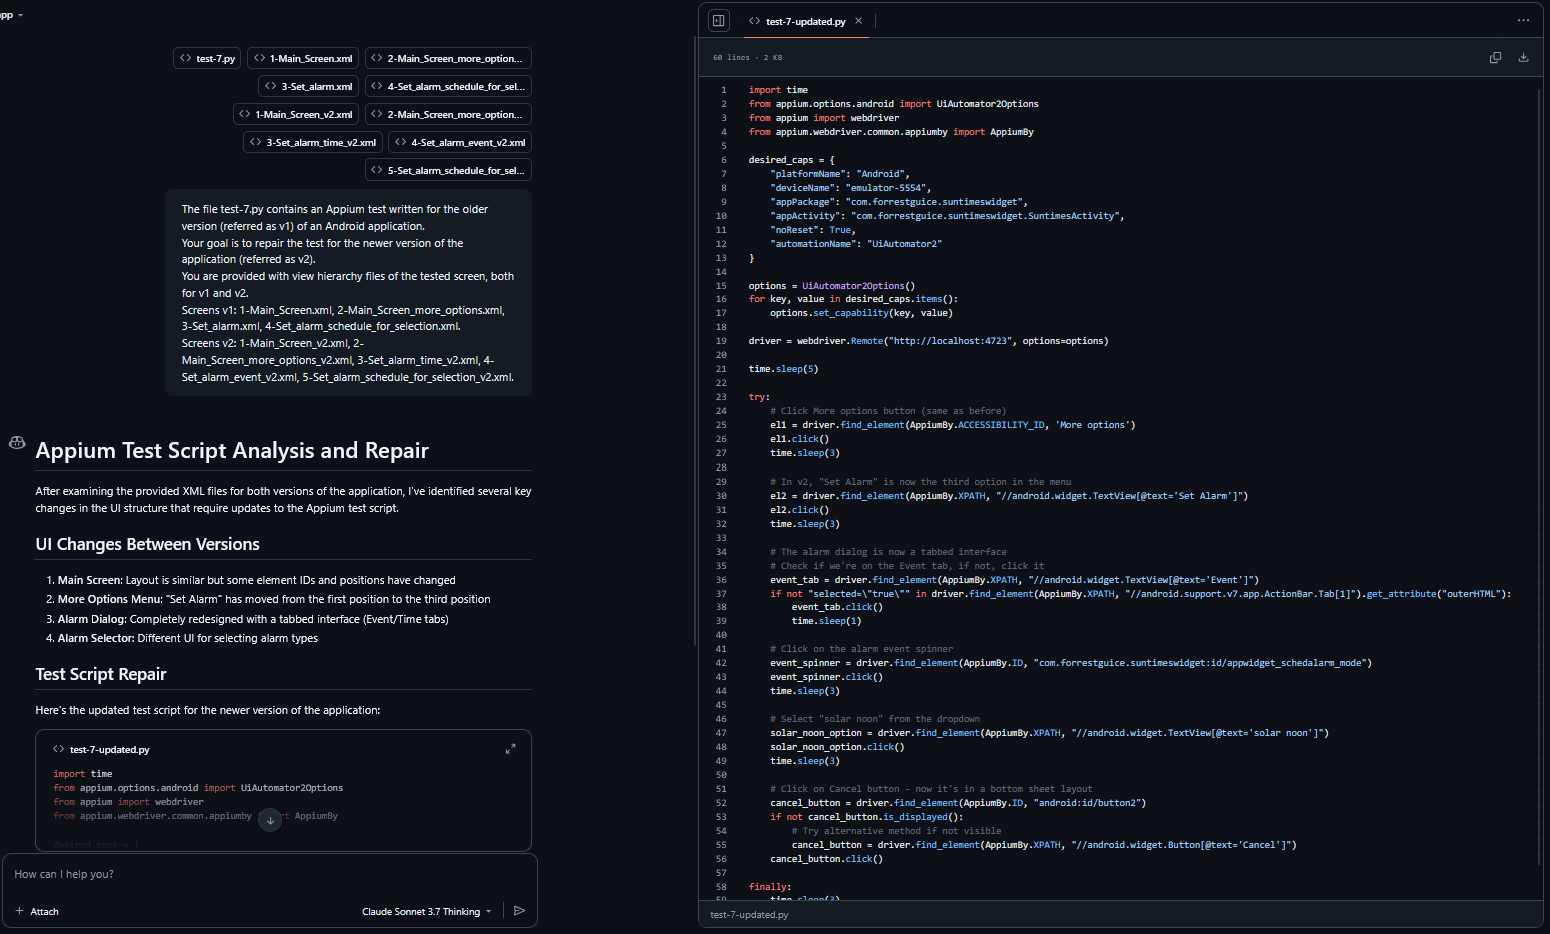 app
test-7.py
1-Main_Screen.xml
2-Main_Screen_more_option...
3-Set_alarm.xml
4-Set_alarm_schedule_for_sel...
1-Main_Screen_v2.xml
2-Main_Screen_more_option...
3-Set_alarm_time_v2.xml
4-Set_alarm_event_v2.xml
5-Set_alarm_schedule_for_sel...
The file test-7.py contains an Appium test written for the older
version (referred as v1) of an Android application.
Your goal is to repair the test for the newer version of the
application (referred as v2).
You are provided with view hierarchy files of the tested screen, both
for v1 and v2.
Screens v1: 1-Main_Screen.xml, 2-Main_Screen_more_options.xml,
3-Set_alarm.xml, 4-Set_alarm_schedule_for_selection.xml.
Screens v2: 1-Main_Screen_v2.xml, 2-
Main_Screen_more_options_v2.xml, 3-Set_alarm_time_v2.xml, 4-
Set_alarm_event_v2.xml, 5-Set_alarm_schedule_for_selection_v2.xml.
Appium Test Script Analysis and Repair
After examining the provided XML files for both versions of the application, I've identified several key
changes in the UI structure that require updates to the Appium test script.
UI Changes Between Versions
1. Main Screen: Layout is similar but some element IDs and positions have changed
2. More Options Menu: "Set Alarm" has moved from the first position to the third position
3. Alarm Dialog: Completely redesigned with a tabbed interface (Event/Time tabs)
4. Alarm Selector: Different UI for selecting alarm types
Test Script Repair
Here's the updated test script for the newer version of the application:
test-7-updated.py
import time
from appium.options.android import UiAutomator2Options
from appium import webdriver
from appium.webdriver.common.appiumby import AppiumBy
desired_caps = {
How can I help you?
+ Attach
Claude Sonnet 3.7 Thinking
test-7-updated.py
60 lines · 2 KB
1 import time
2 from appium.options.android import UiAutomator2Options
3 from appium import webdriver
4 from appium.webdriver.common.appiumby import AppiumBy
5
6 desired_caps = {
7 "platformName": "Android",
8 "deviceName": "emulator-5554",
9 "appPackage": "com.forrestguice.suntimeswidget",
10 "appActivity": "com.forrestguice.suntimeswidget.SuntimesActivity",
11 "noReset": True,
12 "automationName": "UiAutomator2"
13 }
14
15 options = UiAutomator2Options()
16 for key, value in desired_caps.items():
17 options.set_capability(key, value)
18
19 driver = webdriver.Remote("http://localhost:4723", options=options)
20
21 time.sleep(5)
22
23 try:
24 # Click More options button (same as before)
25 el1 = driver.find_element(AppiumBy.ACCESSIBILITY_ID, 'More options')
26 el1.click()
27 time.sleep(3)
28
29 # In v2, "Set Alarm" is now the third option in the menu
30 el2 = driver.find_element(AppiumBy.XPATH, "//android.widget.TextView[@text='Set Alarm']")
31 el2.click()
32 time.sleep(3)
33
34 # The alarm dialog is now a tabbed interface
35 # Check if we're on the Event tab, if not, click it
36 event_tab = driver.find_element(AppiumBy.XPATH, "//android.widget.TextView[@text='Event']")
37 if not "selected=\"true\"" in driver.find_element(AppiumBy.XPATH, "//android.support.v7.app.ActionBar.Tab[1]").get_attribute("outerHTML"):
38 event_tab.click()
39 time.sleep(1)
40
41 # Click on the alarm event spinner
42 event_spinner = driver.find_element(AppiumBy.ID, "com.forrestguice.suntimeswidget:id/appwidget_schedalarm_mode")
43 event_spinner.click()
44 time.sleep(3)
45
46 # Select "solar noon" from the dropdown
47 solar_noon_option = driver.find_element(AppiumBy.XPATH, "//android.widget.TextView[@text='solar noon']")
48 solar_noon_option.click()
49 time.sleep(3)
50
51 # Click on Cancel button - now it's in a bottom sheet layout
52 cancel_button = driver.find_element(AppiumBy.ID, "android:id/button2")
53 if not cancel_button.is_displayed():
54 # Try alternative method if not visible
55 cancel_button = driver.find_element(AppiumBy.XPATH, "//android.widget.Button[@text='Cancel']")
56 cancel_button.click()
57
58 finally:
59 time.sleep(3)
test-7-updated.py